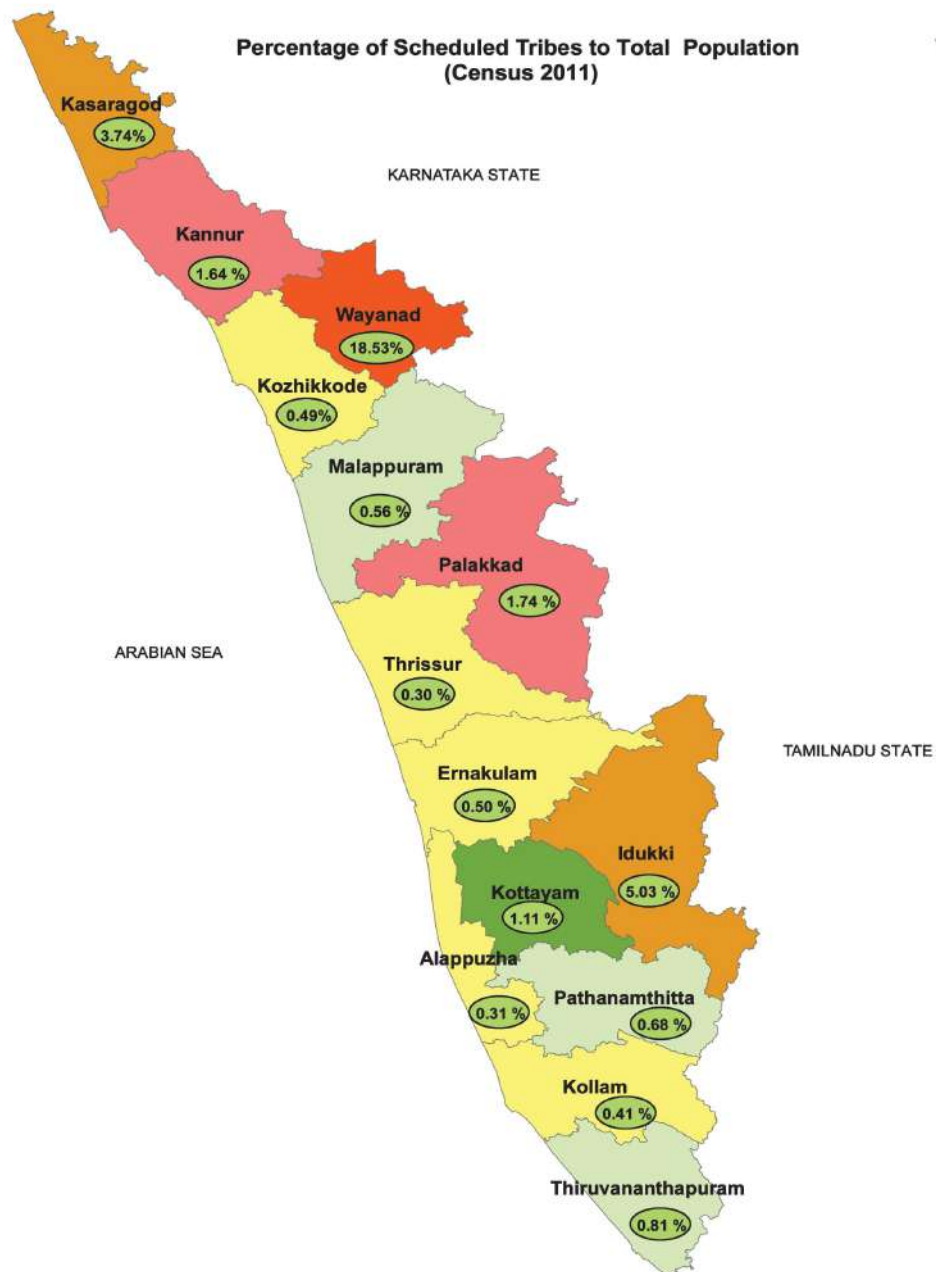 Percentage of Scheduled Tribes to Total Population
(Census 2011)
Kasaragod
3.74%
KARNATAKA STATE
Kannur
1.64 %
Wayanad
18.53%
Kozhikkode
0.49%
Malappuram
0.56 %
Palakkad
1.74 %
ARABIAN SEA
Thrissur
0.30 %
TAMILNADU STATE
Ernakulam
0.50 %
Idukki
5.03 %
Kottayam
1.11 %
Alappuzha
0.31 %
Pathanamthitta
0.68 %
Kollam
0.41 %
Thiruvananthapuram
0.81 %